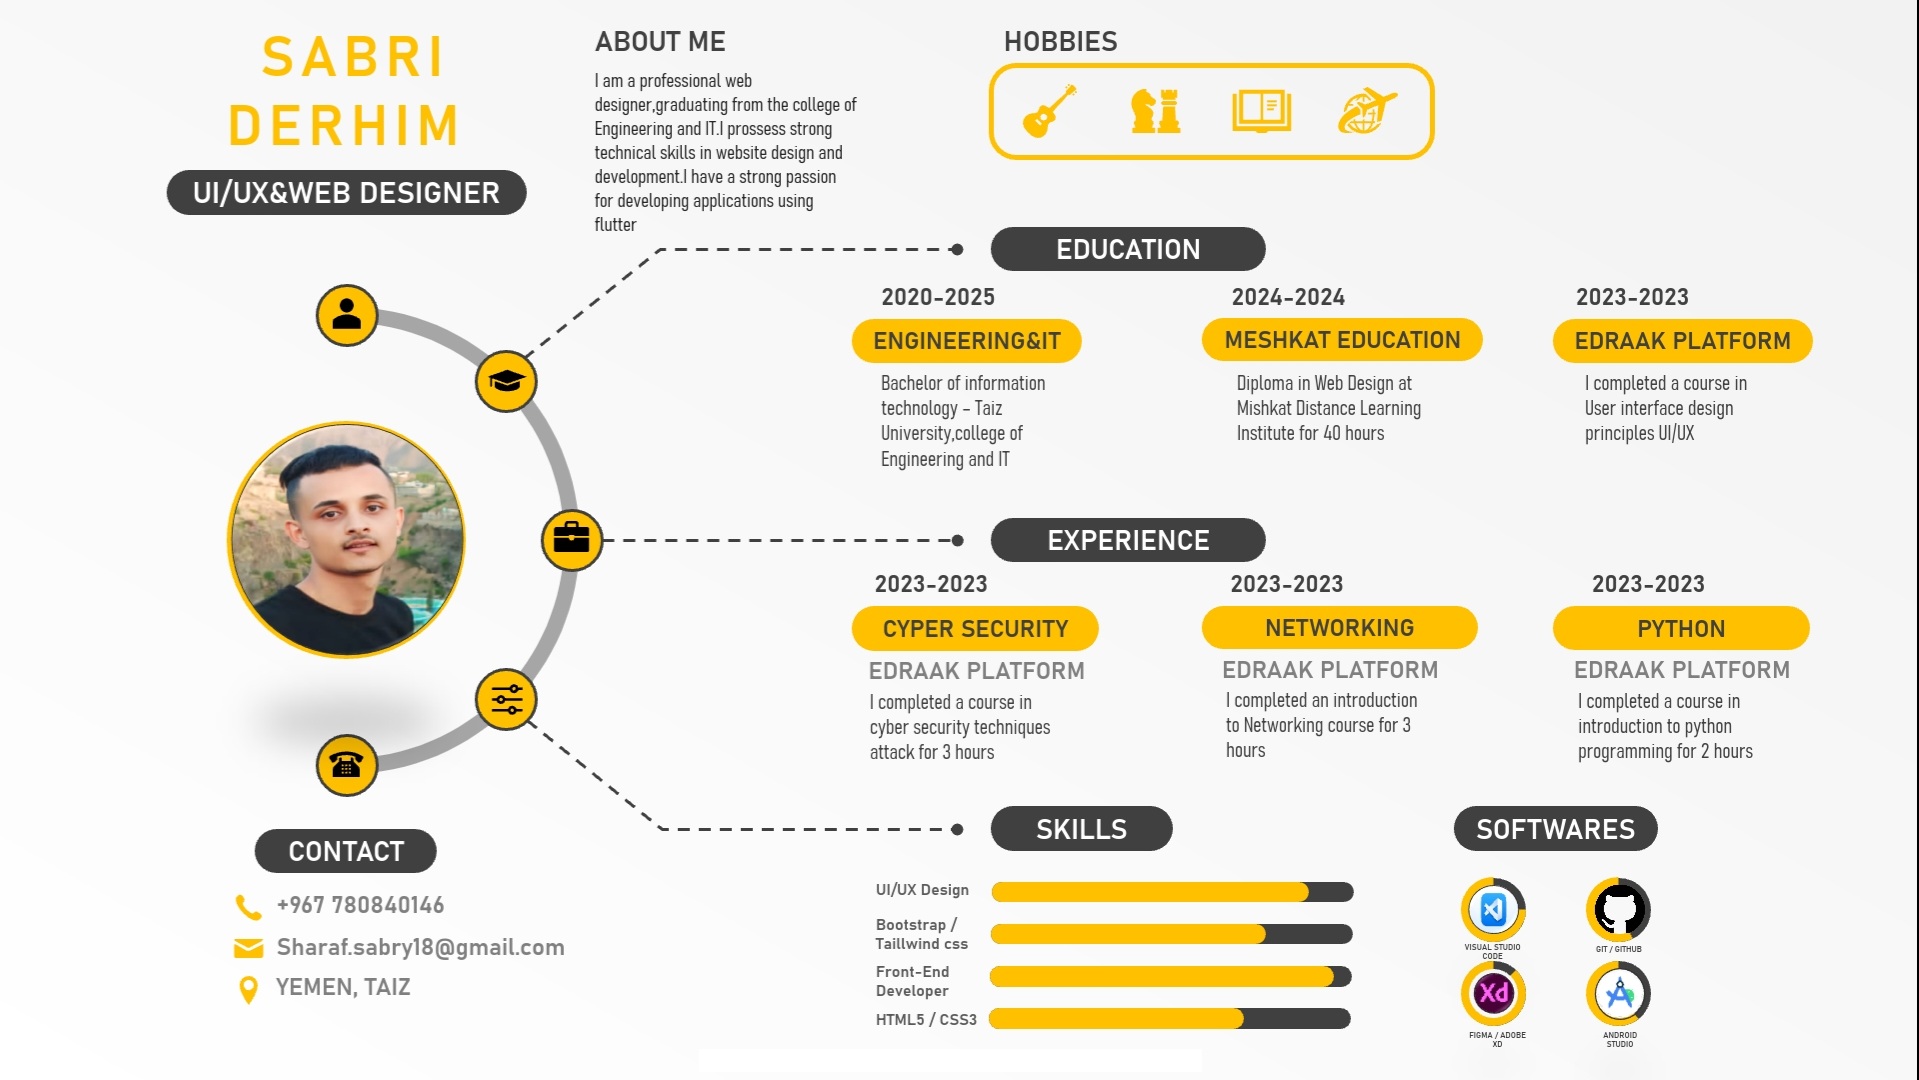 SABRI
DERHIM
UI/UX&WEB DESIGNER
ABOUT ME
I am a professional web
designer,graduating from the college of
Engineering and IT.I prossess strong
technical skills in website design and
development.I have a strong passion
for developing applications using
flutter
HOBBIES
EDUCATION
2020-2025
ENGINEERING&IT
Bachelor of information
technology - Taiz
University,college of
Engineering and IT
2024-2024
MESHKAT EDUCATION
Diploma in Web Design at
Mishkat Distance Learning
Institute for 40 hours
2023-2023
EDRAAK PLATFORM
I completed a course in
User interface design
principles UI/UX
EXPERIENCE
2023-2023
CYPER SECURITY
EDRAAK PLATFORM
I completed a course in
cyber security techniques
attack for 3 hours
2023-2023
NETWORKING
EDRAAK PLATFORM
I completed an introduction
to Networking course for 3
hours
2023-2023
PYTHON
EDRAAK PLATFORM
I completed a course in
introduction to python
programming for 2 hours
CONTACT
+967 780840146
Sharaf.sabry18@gmail.com
YEMEN, TAIZ
SKILLS
UI/UX Design
Bootstrap /
Taillwind css
Front-End
Developer
HTML5 / CSS3
SOFTWARES
VISUAL STUDIO
CODE
GIT / GITHUB
Xd
FIGMA / ADOBE
XD
ANDROID
STUDIO